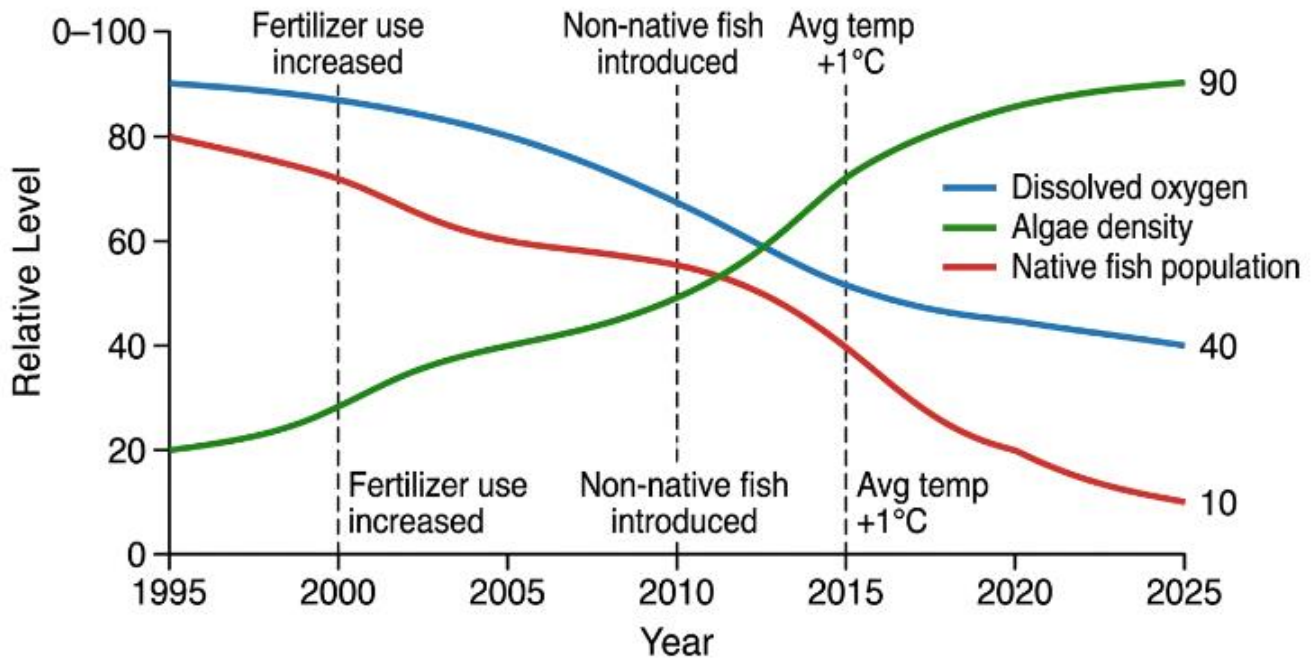 0–100
Fertilizer use
increased
Non-native fish
introduced
Avg temp
+1°C
90
80
Dissolved oxygen
Algae density
Native fish population
60
40
40
20
Fertilizer use
increased
Non-native fish
introduced
Avg temp
+1°C
10
0
1995 2000 2005 2010 2015 2020 2025
Year
Relative Level